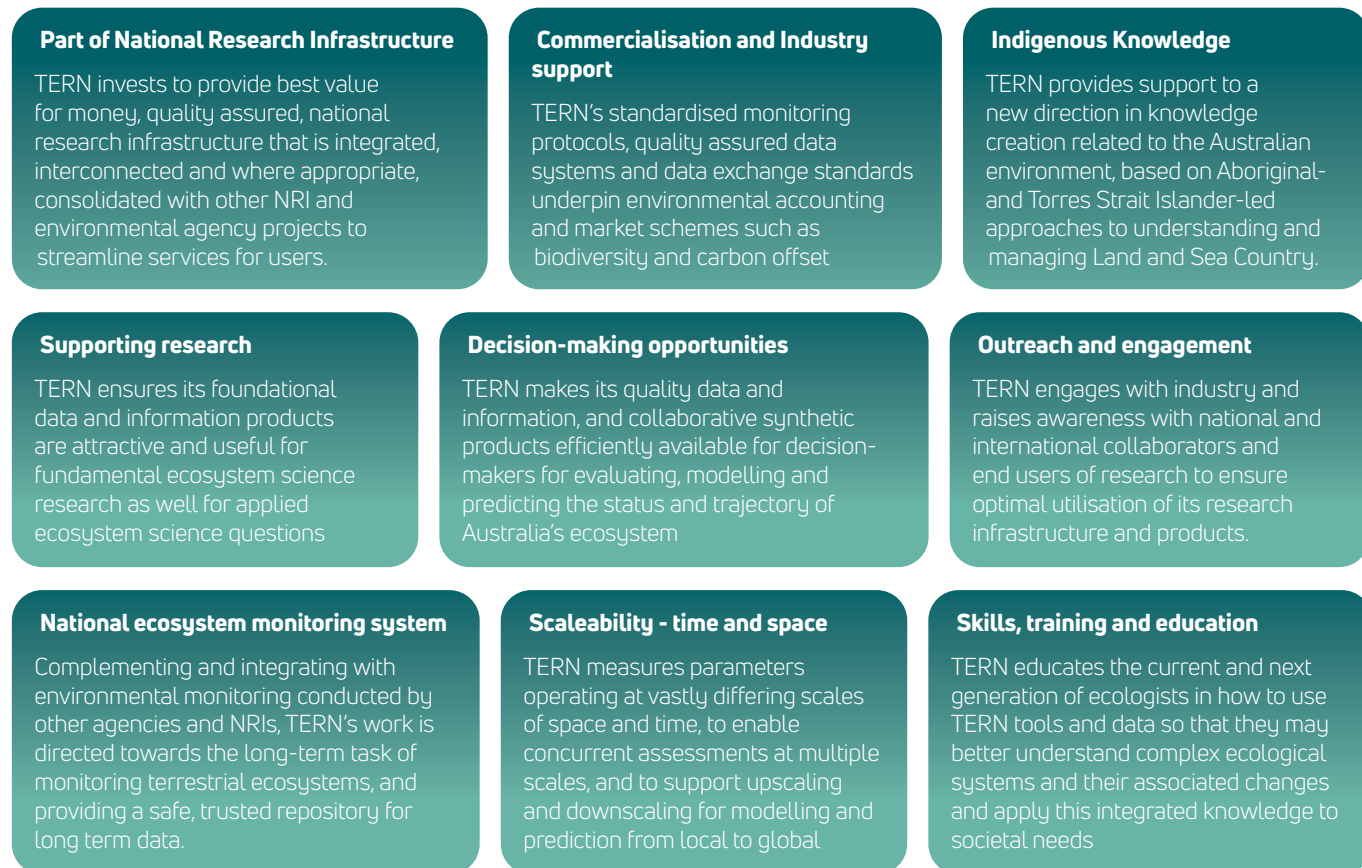 Part of National Research Infrastructure
TERN invests to provide best value
for money, quality assured, national
research infrastructure that is integrated,
interconnected and where appropriate,
consolidated with other NRI and
environmental agency projects to
streamline services for users.
Commercialisation and Industry
support
TERN's standardised monitoring
protocols, quality assured data
systems and data exchange standards
underpin environmental accounting
and market schemes such as
biodiversity and carbon offset
Indigenous Knowledge
TERN provides support to a
new direction in knowledge
creation related to the Australian
environment, based on Aboriginal-
and Torres Strait Islander-led
approaches to understanding and
managing Land and Sea Country.
Supporting research
TERN ensures its foundational
data and information products
are attractive and useful for
fundamental ecosystem science
research as well for applied
ecosystem science questions
Decision-making opportunities
TERN makes its quality data and
information, and collaborative synthetic
products efficiently available for decision-
makers for evaluating, modelling and
predicting the status and trajectory of
Australia's ecosystem
Outreach and engagement
TERN engages with industry and
raises awareness with national and
international collaborators and
end users of research to ensure
optimal utilisation of its research
infrastructure and products.
National ecosystem monitoring system
Complementing and integrating with
environmental monitoring conducted by
other agencies and NRIs, TERN's work is
directed towards the long-term task of
monitoring terrestrial ecosystems, and
providing a safe, trusted repository for
long term data.
Scaleability - time and space
TERN measures parameters
operating at vastly differing scales
of space and time, to enable
concurrent assessments at multiple
scales, and to support upscaling
and downscaling for modelling and
prediction from local to global
Skills, training and education
TERN educates the current and next
generation of ecologists in how to use
TERN tools and data so that they may
better understand complex ecological
systems and their associated changes
and apply this integrated knowledge to
societal needs